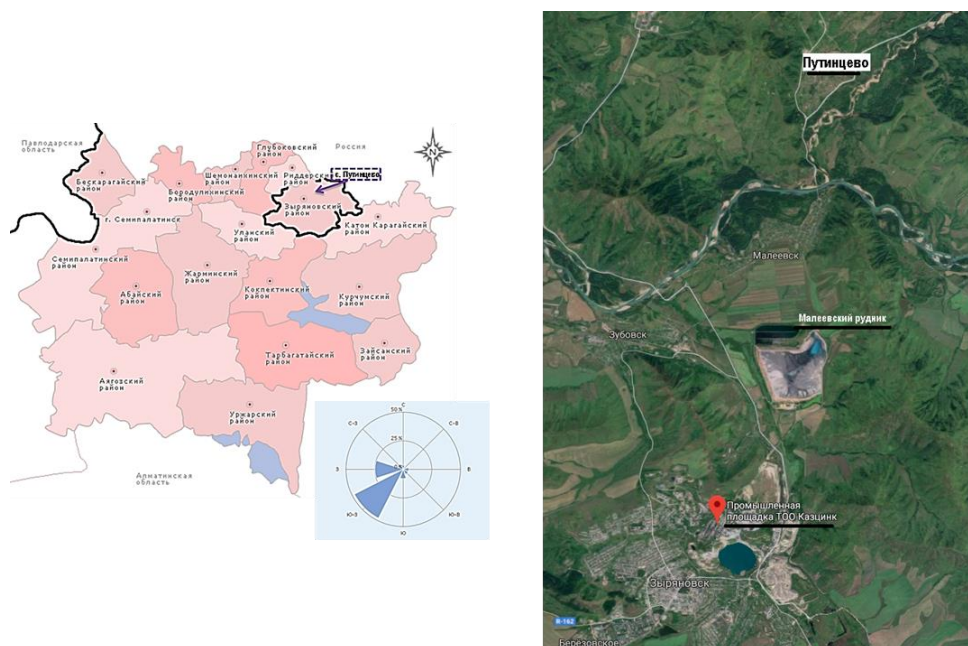 Павлодарская
область
Россия
N
Глубоковский
район
Шемонаихинский
район
Риддерский
район
с. Путинцево
Бескарагайский
район
Бородулихинский
район
Зыряновский
район
г. Семипалатинск
Уланский
район
Катон Карагайский
Семипалатинский
район
Жарминский
район
Абайский
район
Кокпектинский
район
Курчумский
район
Тарбагатайский
район
Зайсанский
район
Аягозский
район
Уржарский
район
Алматинская
область
С
50%
С-З
С-В
25%
З
В
Ю-З
Ю-В
Ю
Путинцево
Малеевск
Малеевский рудник
Зубовск
Промышленная
площадка ТОО Казцинк
Зыряновск
R-162
Березовское